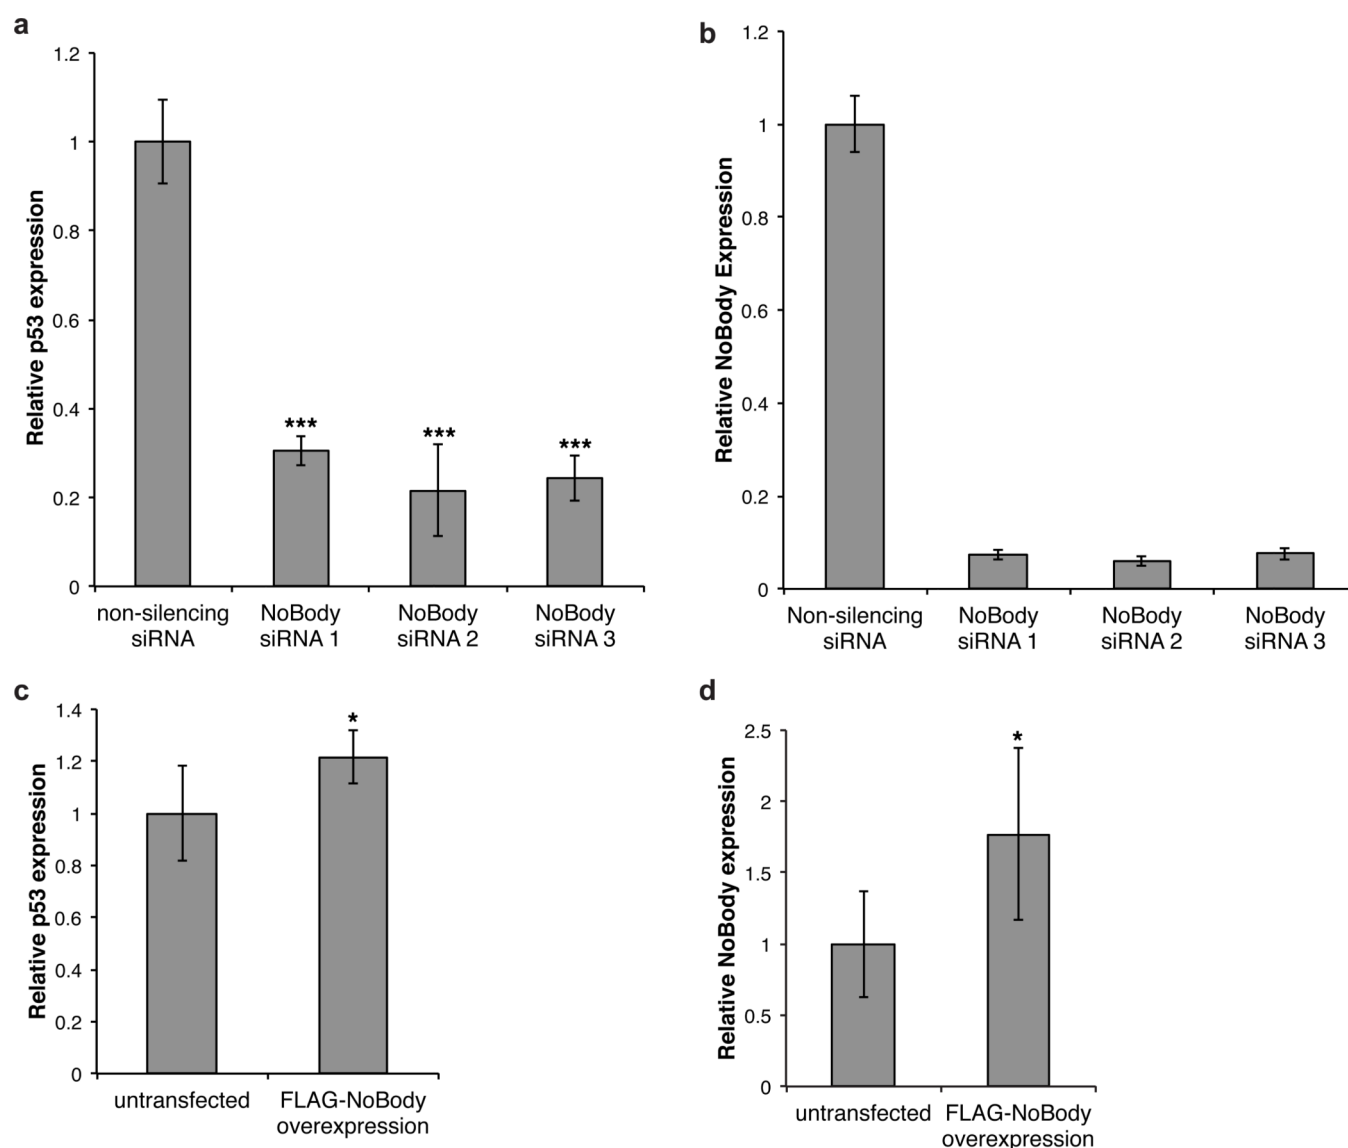 a
Relative p53 expression
1.2
1
0.8
0.6
0.4
0.2
0
***
***
***
non-silencing siRNA
NoBody siRNA 1
NoBody siRNA 2
NoBody siRNA 3
b
Relative NoBody Expression
1.2
1
0.8
0.6
0.4
0.2
0
Non-silencing siRNA
NoBody siRNA 1
NoBody siRNA 2
NoBody siRNA 3
c
Relative p53 expression
1.4
1.2
1
0.8
0.6
0.4
0.2
0
*
untransfected
FLAG-NoBody overexpression
d
Relative NoBody expression
2.5
2
1.5
1
0.5
0
*
untransfected
FLAG-NoBody overexpression